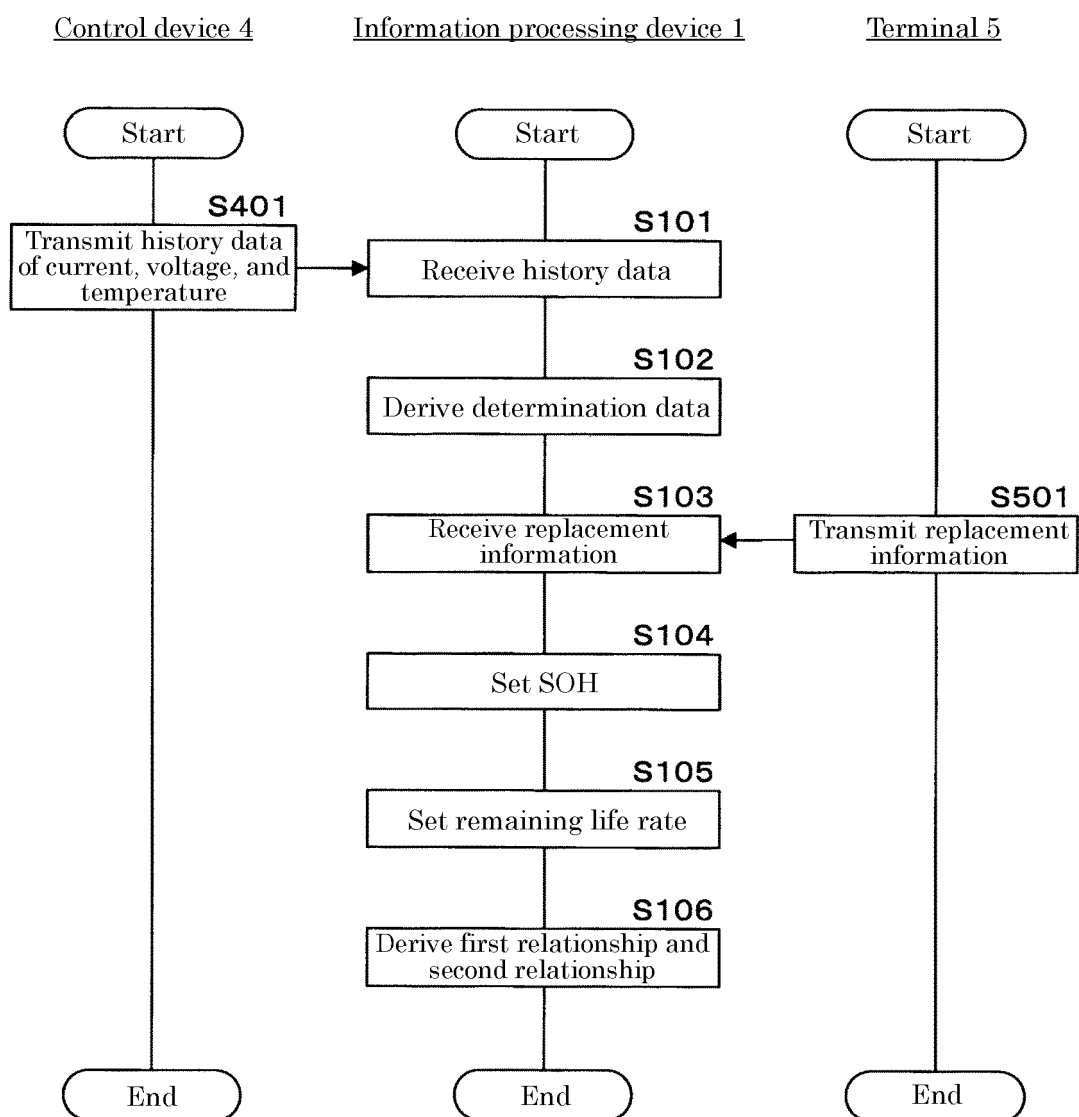 Control device 4
Information processing device 1
Terminal 5
Start
Start
Start
S401
Transmit history data
of current, voltage, and
temperature
S101
Receive history data
S102
Derive determination data
S103
Receive replacement
information
S501
Transmit replacement
information
S104
Set SOH
S105
Set remaining life rate
S106
Derive first relationship and
second relationship
End
End
End